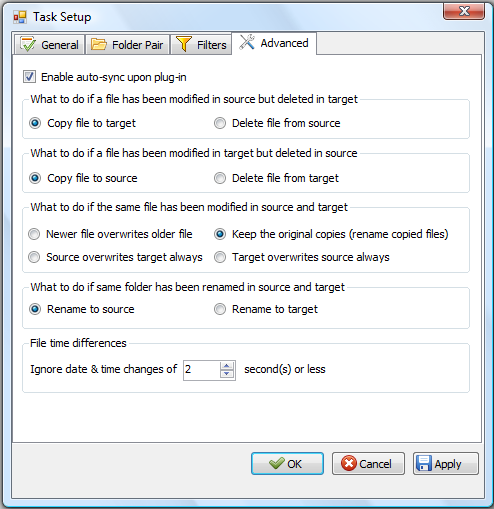 Task Setup
General Folder Pair Filters Advanced
Enable auto-sync upon plug-in
What to do if a file has been modified in source but deleted in target
Copy file to target Delete file from source
What to do if a file has been modified in target but deleted in source
Copy file to source Delete file from target
What to do if the same file has been modified in source and target
Newer file overwrites older file Keep the original copies (rename copied files)
Source overwrites target always Target overwrites source always
What to do if same folder has been renamed in source and target
Rename to source Rename to target
File time differences
Ignore date & time changes of 2 second(s) or less
OK Cancel Apply